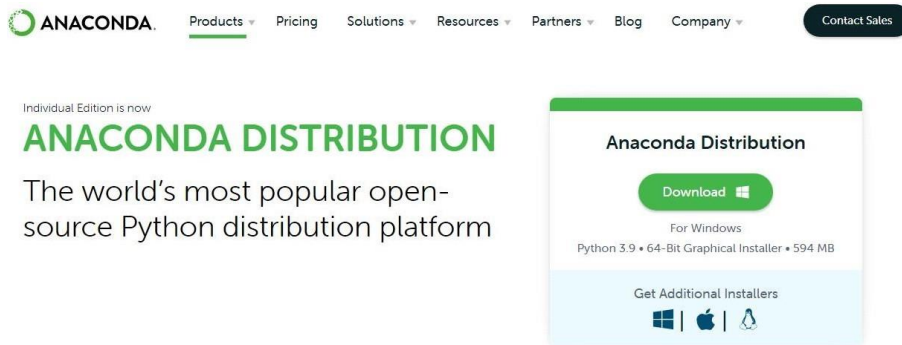 ANACONDA. Products Pricing Solutions Resources Partners Blog Company Contact Sales
Individual Edition is now
ANACONDA DISTRIBUTION
The world's most popular open-
source Python distribution platform
Anaconda Distribution
Download
For Windows
Python 3.9 • 64-Bit Graphical Installer • 594 MB
Get Additional Installers